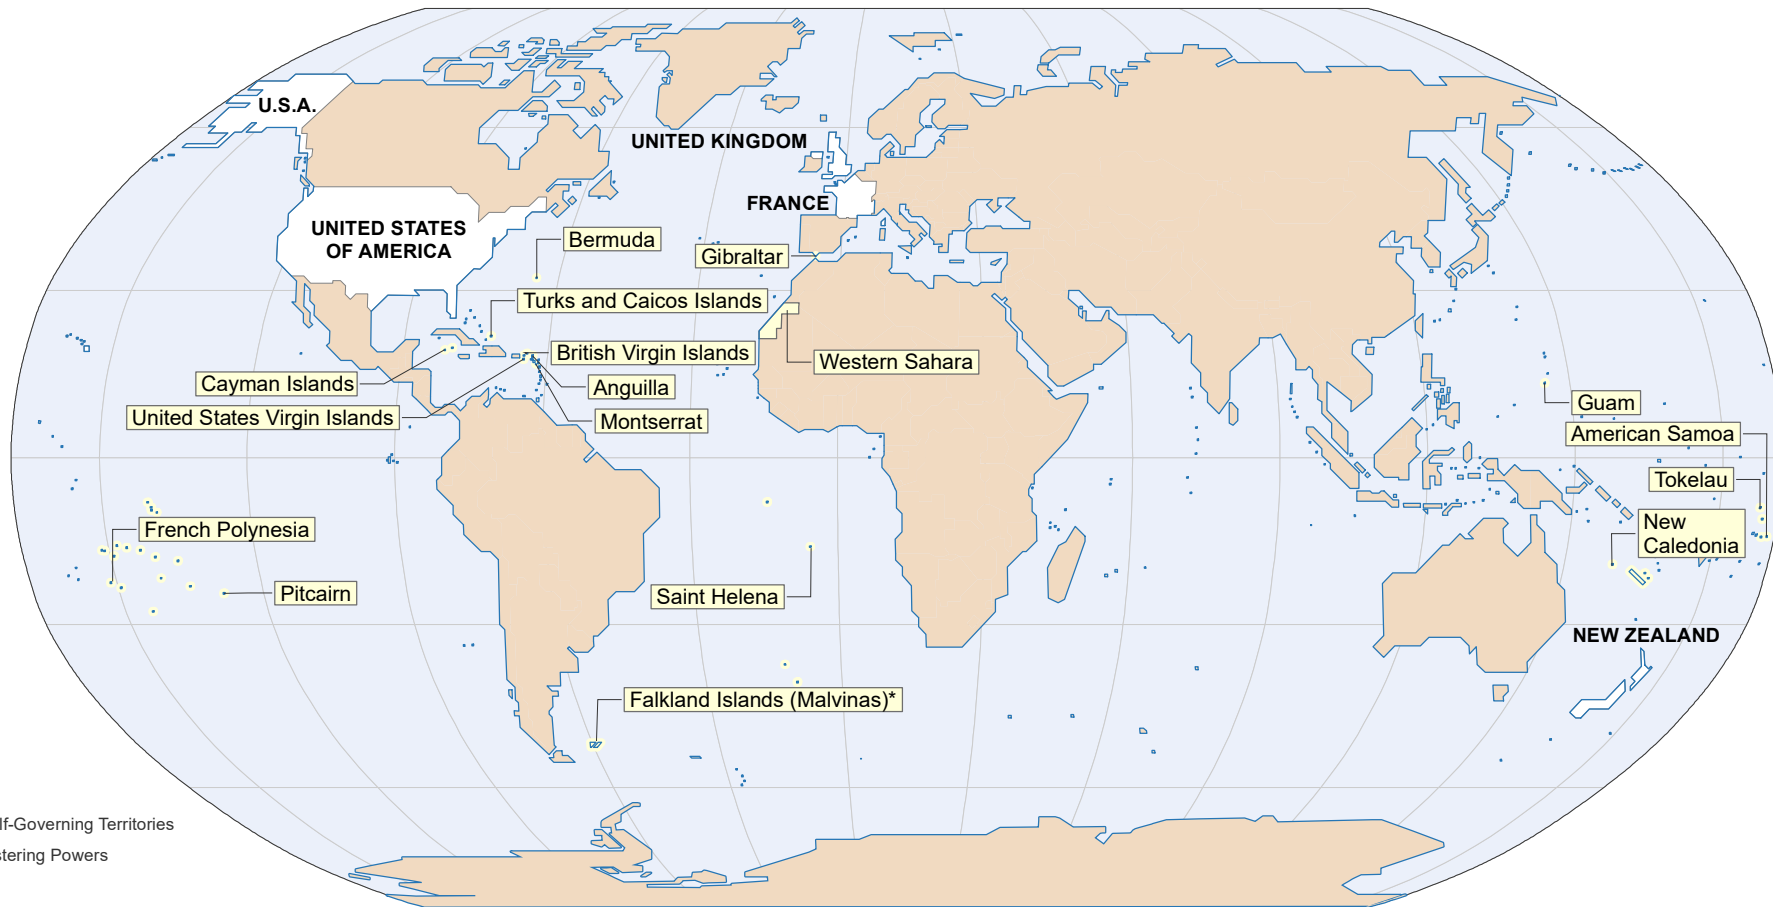 U.S.A.
UNITED KINGDOM
FRANCE
UNITED STATES
OF AMERICA
Bermuda
Gibraltar
Turks and Caicos Islands
British Virgin Islands
Western Sahara
Cayman Islands
Anguilla
United States Virgin Islands
Montserrat
Guam
American Samoa
Tokelau
French Polynesia
New
Caledonia
Pitcairn
Saint Helena
NEW ZEALAND
Falkland Islands (Malvinas)*
lf-Governing Territories
stering Powers